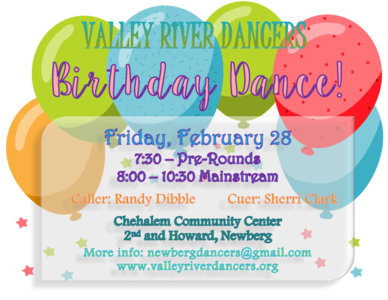 VALLEY RIVER DANCERS
Birthday Dance!
Friday, February 28
7:30 – Pre-Rounds
8:00 – 10:30 Mainstream
Caller: Randy Dibble Cuer: Sherri Clark
Chehalem Community Center
2nd and Howard, Newberg
More info: newbergdancers@gmail.com
www.valleyriverdancers.org